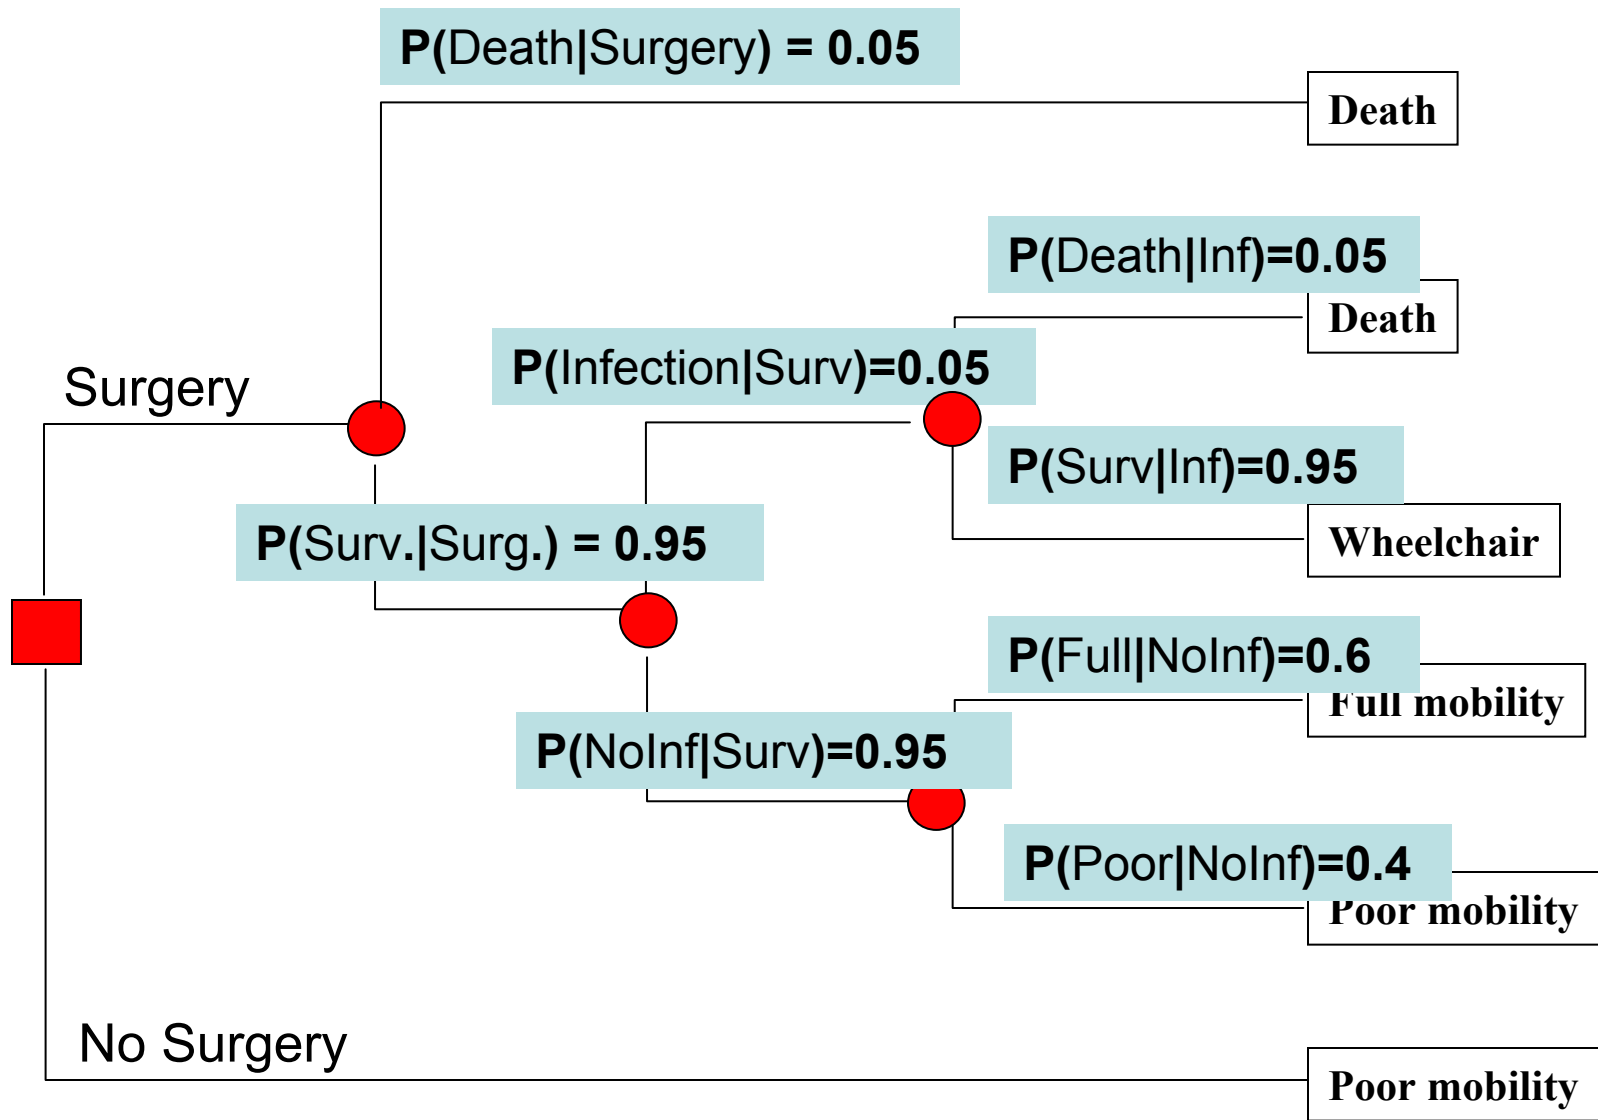 P(Death|Surgery) = 0.05
Death
P(Death|Inf)=0.05
Death
P(Infection|Surv)=0.05
Surgery
P(Surv|Inf)=0.95
P(Surv.|Surg.) = 0.95
Wheelchair
P(Full|NoInf)=0.6
Full mobility
P(NoInf|Surv)=0.95
P(Poor|NoInf)=0.4
Poor mobility
No Surgery
Poor mobility